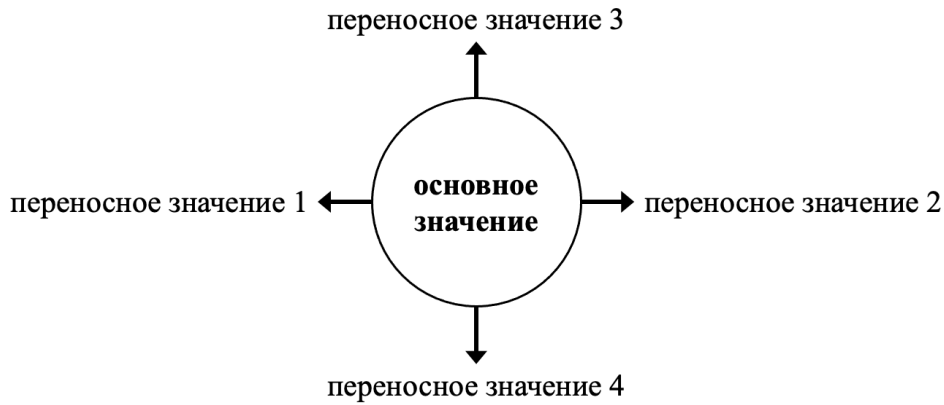 переносное значение 3
переносное значение 1
основное
значение
переносное значение 2
переносное значение 4